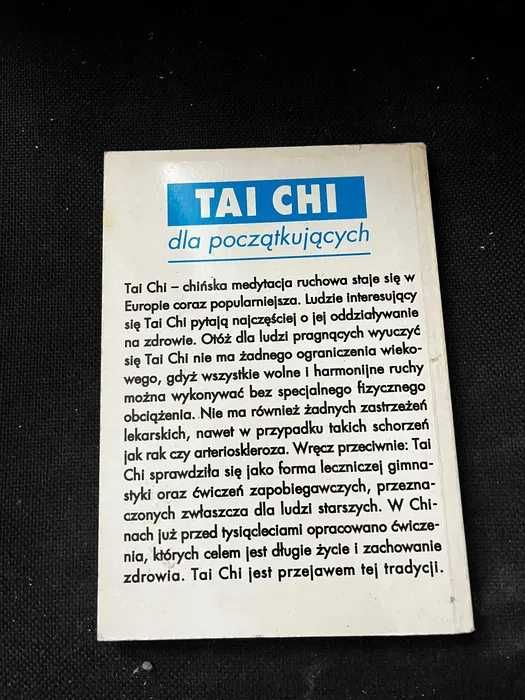 TAI CHI
dla początkujących
Tai Chi – chińska medytacja ruchowa staje się w
Europie coraz popularniejsza. Ludzie interesujący
się Tai Chi pytają najczęściej o jej oddziaływanie
na zdrowie. Otóż dla ludzi pragnących wyuczyć
się Tai Chi nie ma żadnego ograniczenia wieko-
wego, gdyż wszystkie wolne i harmonijne ruchy
można wykonywać bez specjalnego fizycznego
obciążenia. Nie ma również żadnych zastrzeżeń
lekarskich, nawet w przypadku takich schorzeń
jak rak czy arterioskleroza. Wręcz przeciwnie: Tai
Chi sprawdziła się jako forma leczniczej gimna-
styki oraz ćwiczeń zapobiegawczych, przezna-
czonych zwłaszcza dla ludzi starszych. W Chi-
nach już przed tysiącleciami opracowano ćwicze-
nia, których celem jest długie życie i zachowanie
zdrowia. Tai Chi jest przejawem tej tradycji.